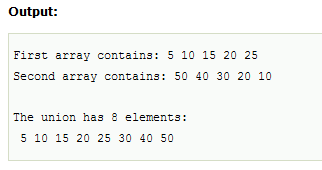 Output:
First array contains: 5 10 15 20 25
Second array contains: 50 40 30 20 10
The union has 8 elements:
5 10 15 20 25 30 40 50